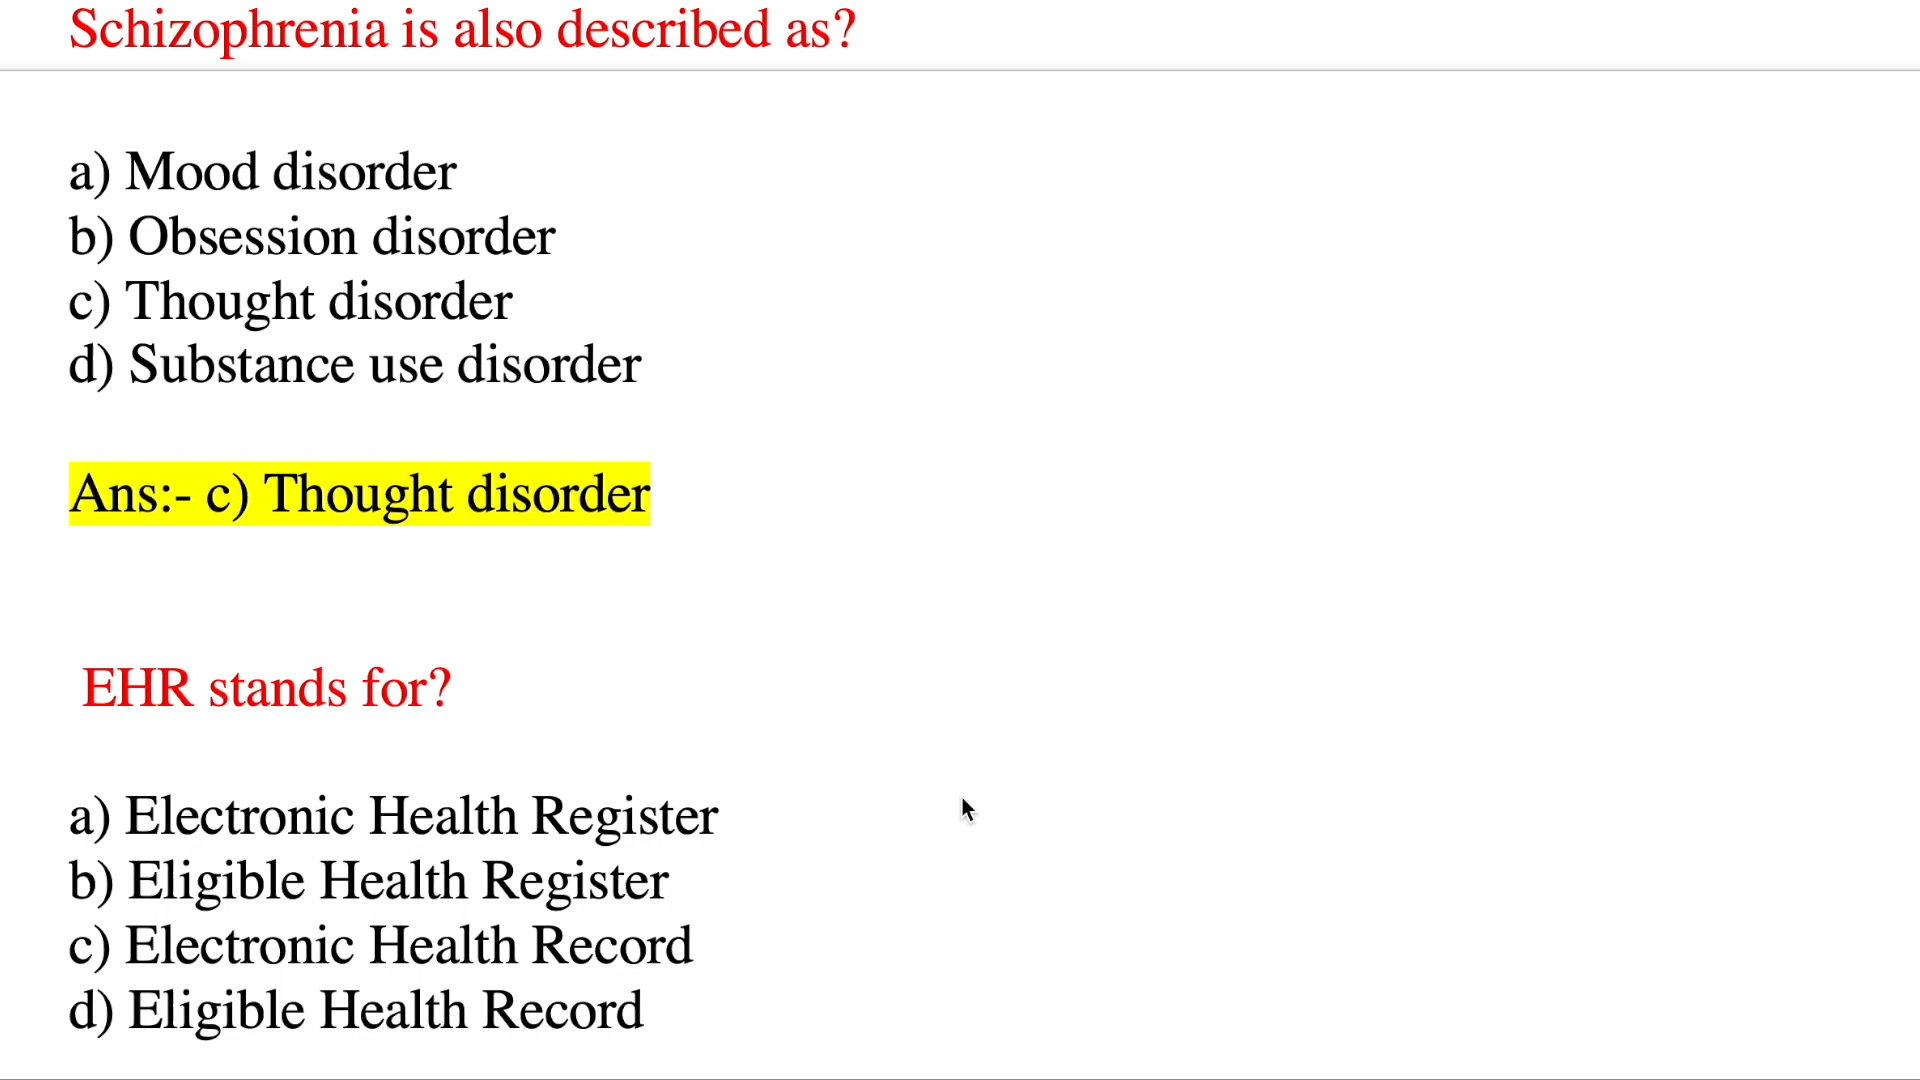 Schizophrenia is also described as?
a) Mood disorder
b) Obsession disorder
c) Thought disorder
d) Substance use disorder
Ans:- c) Thought disorder
EHR stands for?
a) Electronic Health Register
b) Eligible Health Register
c) Electronic Health Record
d) Eligible Health Record